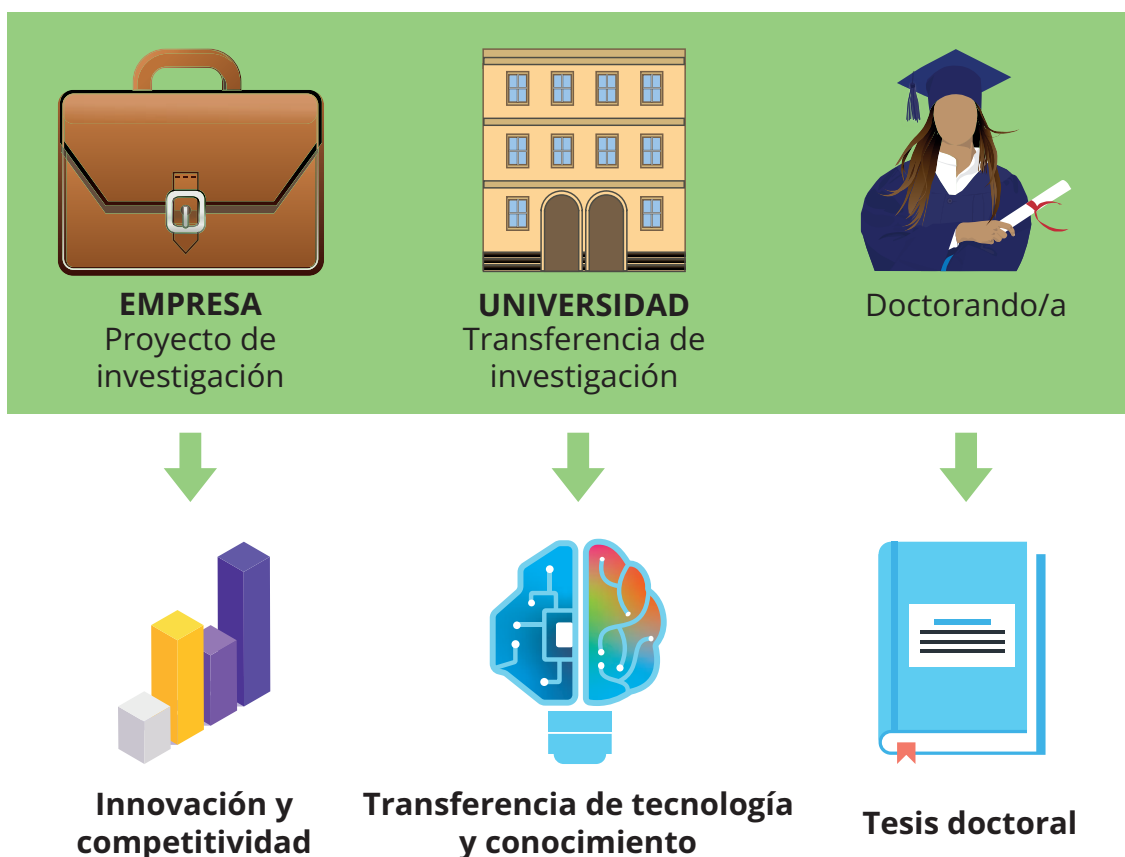 EMPRESA
Proyecto de
investigación
UNIVERSIDAD
Transferencia de
investigación
Doctorando/a
Innovación y
competitividad
Transferencia de tecnología
y conocimiento
Tesis doctoral